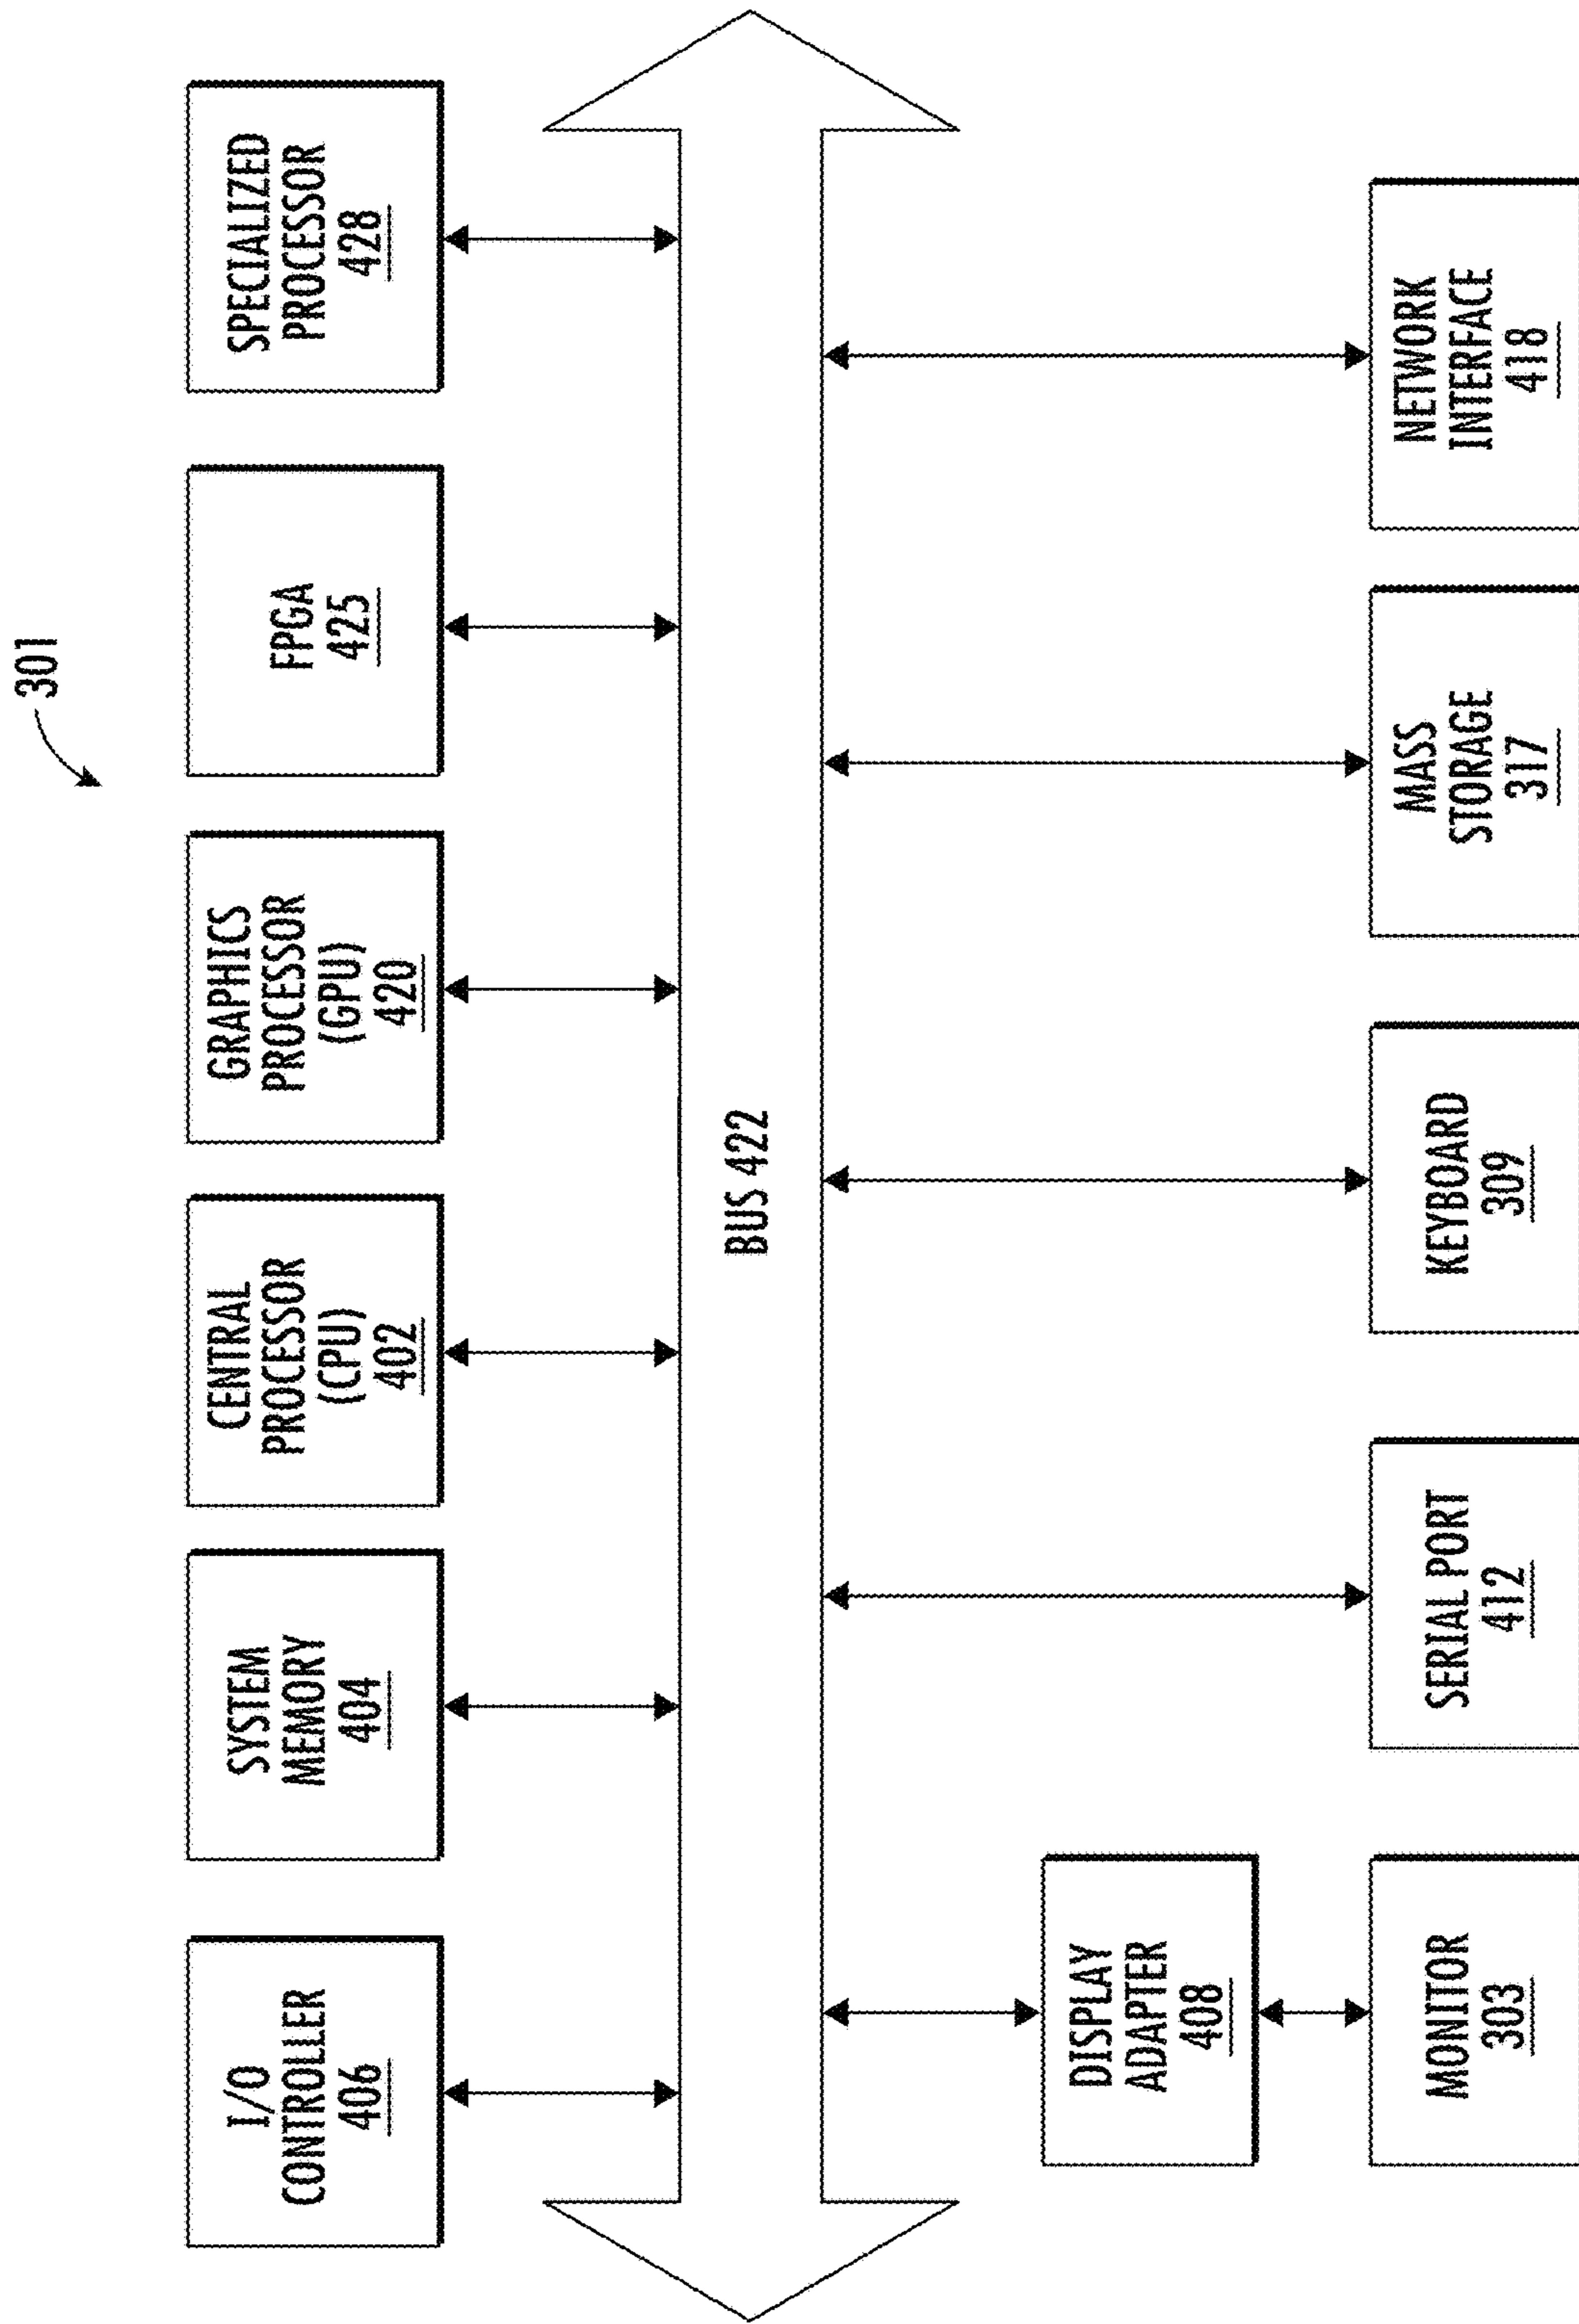 301
I/O
CONTROLLER
406
SYSTEM
MEMORY
404
CENTRAL
PROCESSOR
(CPU)
402
GRAPHICS
PROCESSOR
(GPU)
420
FPGA
425
SPECIALIZED
PROCESSOR
428
BUS 422
DISPLAY
ADAPTER
408
MONITOR
303
SERIAL PORT
412
KEYBOARD
309
MASS
STORAGE
317
NETWORK
INTERFACE
418